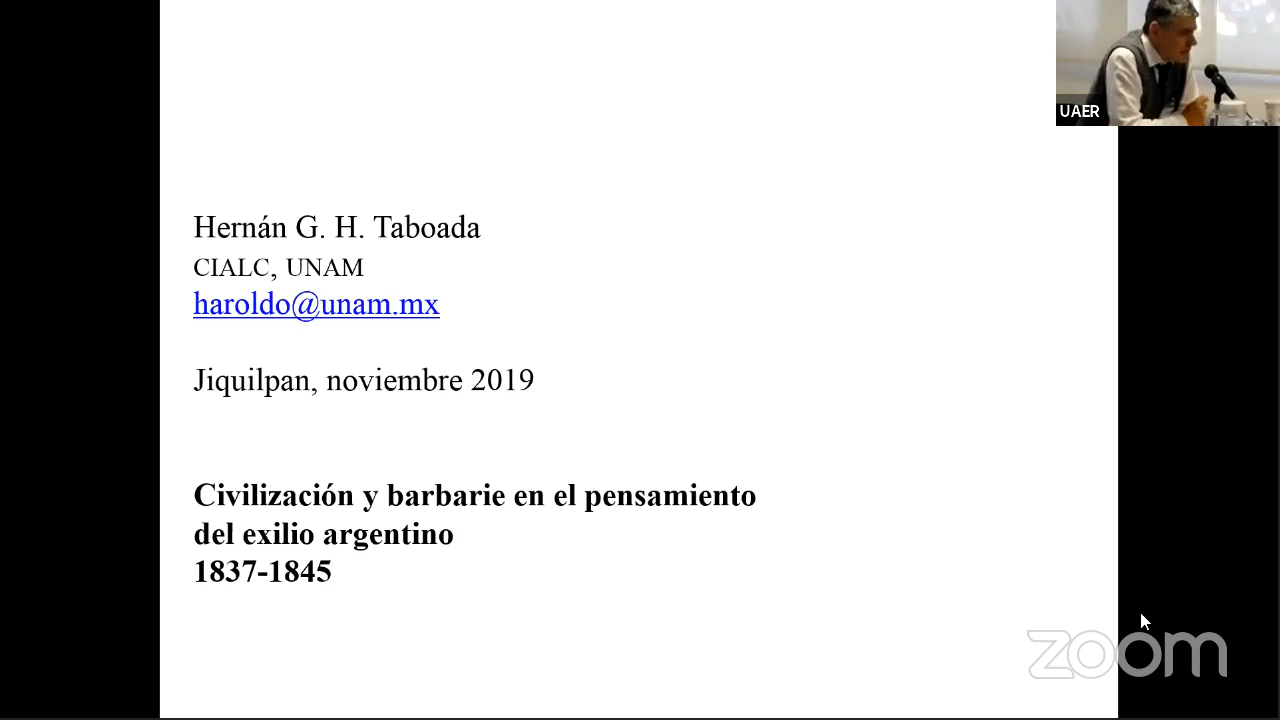 UAER
Hernán G. H. Taboada
CIALC, UNAM
haroldo@unam.mx
Jiquilpan, noviembre 2019
Civilización y barbarie en el pensamiento
del exilio argentino
1837-1845
zoom